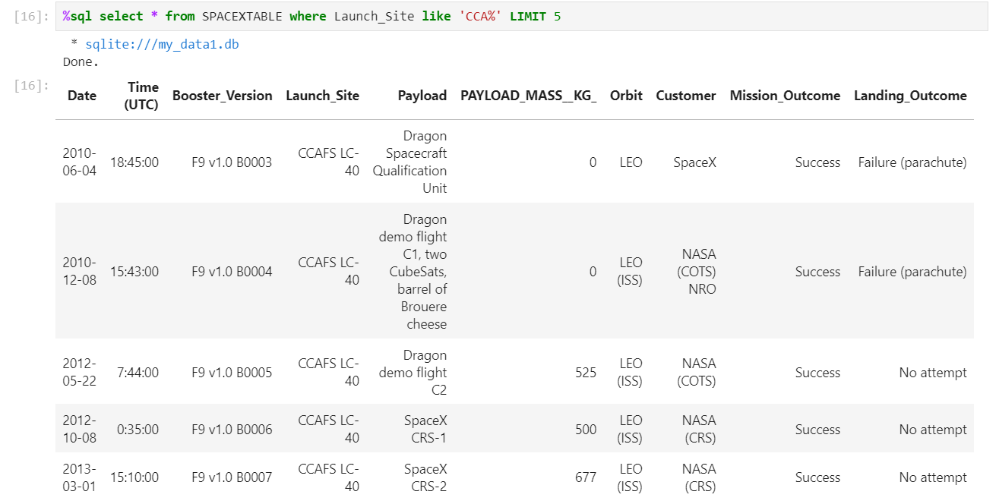 [16]: %sql select * from SPACEXTABLE where Launch_Site like 'CCA%' LIMIT 5
* sqlite:///my_data1.db
Done.
[16]:
Date Time (UTC) Booster_Version Launch_Site Payload PAYLOAD_MASS__KG_ Orbit Customer Mission_Outcome Landing_Outcome
2010-06-04 18:45:00 F9 v1.0 B0003 CCAFS LC-40 Dragon Spacecraft Qualification Unit 0 LEO SpaceX Success Failure (parachute)
2010-12-08 15:43:00 F9 v1.0 B0004 CCAFS LC-40 Dragon demo flight C1, two CubeSats, barrel of Brouere cheese 0 LEO (ISS) NASA (COTS) NRO Success Failure (parachute)
2012-05-22 7:44:00 F9 v1.0 B0005 CCAFS LC-40 Dragon demo flight C2 525 LEO (ISS) NASA (COTS) Success No attempt
2012-10-08 0:35:00 F9 v1.0 B0006 CCAFS LC-40 SpaceX CRS-1 500 LEO (ISS) NASA (CRS) Success No attempt
2013-03-01 15:10:00 F9 v1.0 B0007 CCAFS LC-40 SpaceX CRS-2 677 LEO (ISS) NASA (CRS) Success No attempt